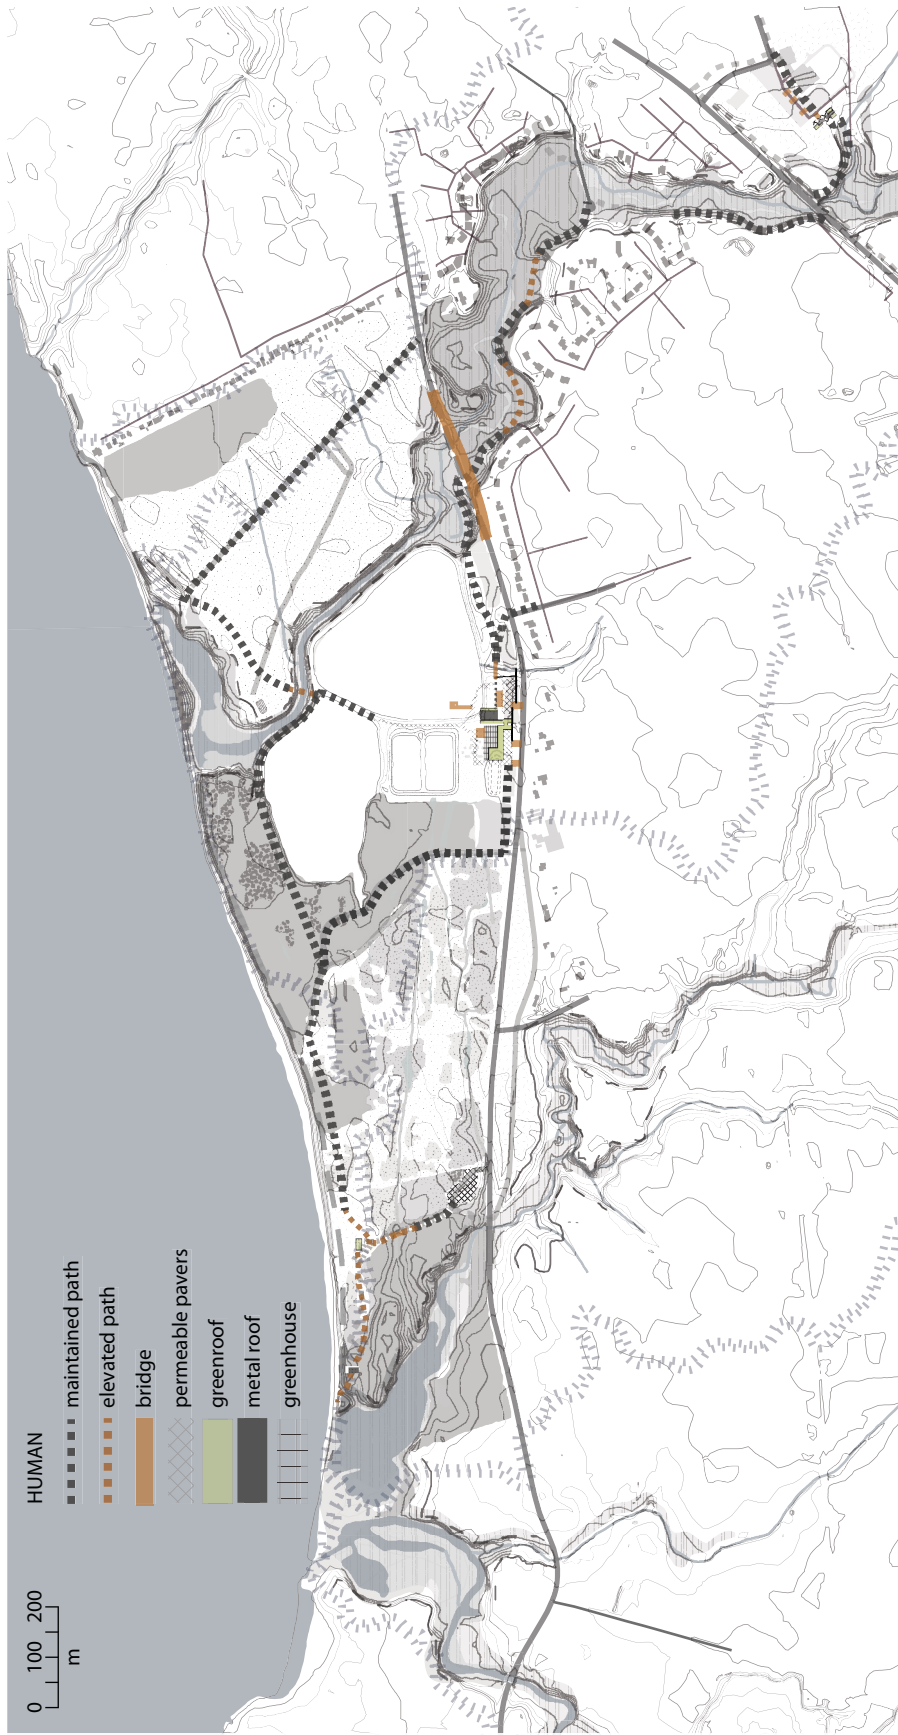 HUMAN
maintained path
elevated path
bridge
permeable pavers
greenroof
metal roof
greenhouse
0 100 200
m